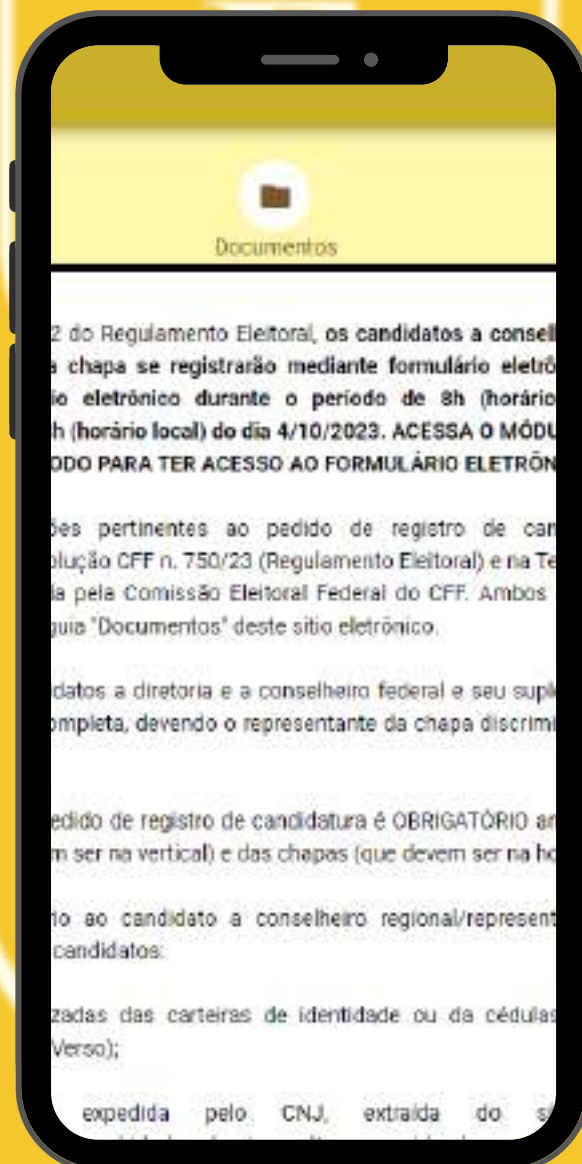 Documentos
2 do Regulamento Eleitoral, os candidatos a consel
a chapa se registrarão mediante formulário eletrô
io eletrônico durante o período de 8h (horário
h (horário local) do dia 4/10/2023. ACESSA O MÓDU
ODO PARA TER ACESSO AO FORMULÁRIO ELETRÔN
ões pertinentes ao pedido de registro de can
olução CFF n. 750/23 (Regulamento Eleitoral) e na Te
da pela Comissão Eleitoral Federal do CFF. Ambos
guia "Documentos" deste sítio eletrônico.
datos a diretoria e a conselheiro federal e seu supl
ompleta, devendo o representante da chapa discrimi
edido de registro de candidatura é OBRIGATÓRIO an
m ser na vertical) e das chapas (que devem ser na ho
io ao candidato a conselheiro regional/represent
candidatos:
zadas das carteiras de identidade ou da cédulas
Verso);
expedida pelo CNJ, extraída do s